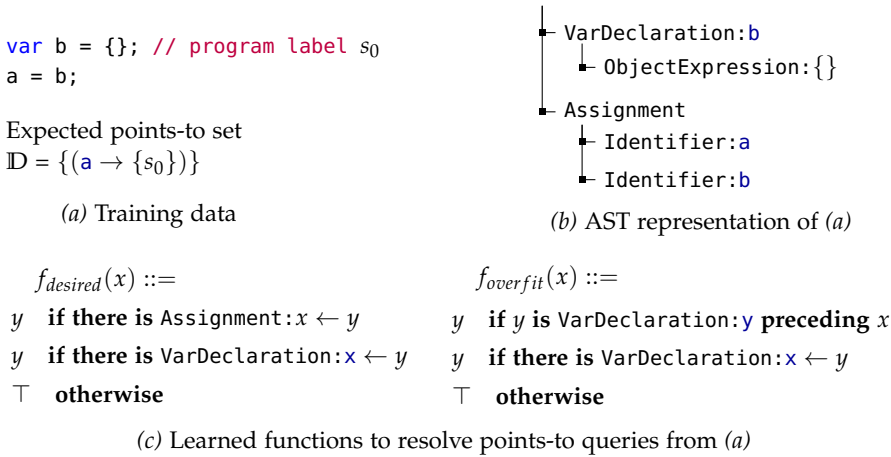 var b = {}; // program label s₀
a = b;
Expected points-to set
𝔻 = {(a → {s₀})}
(a) Training data
VarDeclaration:b
ObjectExpression:{}
Assignment
Identifier:a
Identifier:b
(b) AST representation of (a)
f_desired(x) ::=
y if there is Assignment:x ← y
y if there is VarDeclaration:x ← y
⊤ otherwise
f_overfit(x) ::=
y if y is VarDeclaration:y preceding x
y if there is VarDeclaration:x ← y
⊤ otherwise
(c) Learned functions to resolve points-to queries from (a)